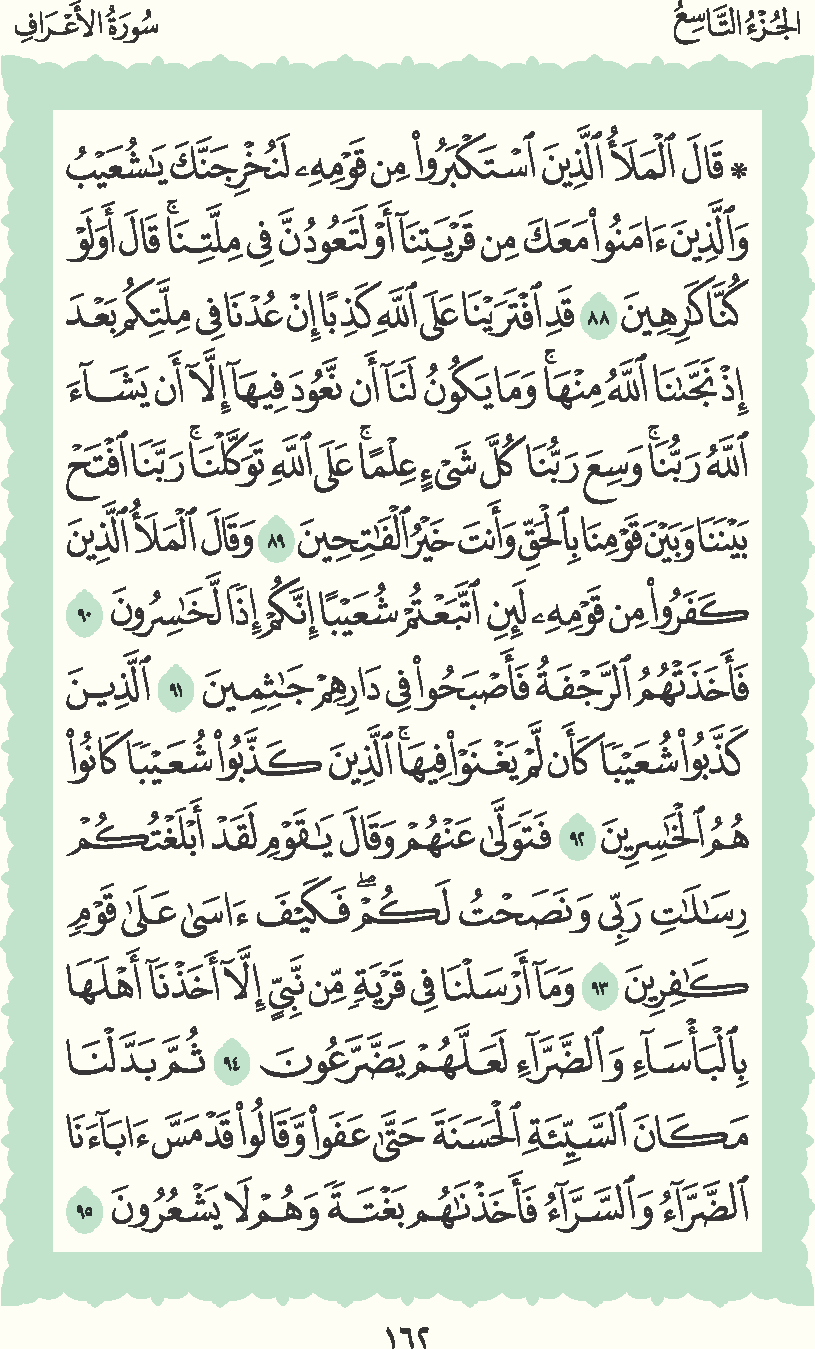 الجُزْءُ التَّاسِعُ
سُورَةُ الأَعْرَافِ
* قَالَ ٱلْمَلَأُ ٱلَّذِينَ ٱسْتَكْبَرُوا۟ مِن قَوْمِهِۦ لَنُخْرِجَنَّكَ يَـٰشُعَيْبُ
وَٱلَّذِينَ ءَامَنُوا۟ مَعَكَ مِن قَرْيَتِنَآ أَوْ لَتَعُودُنَّ فِى مِلَّتِنَا ۚ قَالَ أَوَلَوْ
كُنَّا كَـٰرِهِينَ ٨٨ قَدِ ٱفْتَرَيْنَا عَلَى ٱللَّهِ كَذِبًا إِنْ عُدْنَا فِى مِلَّتِكُم بَعْدَ
إِذْ نَجَّىٰنَا ٱللَّهُ مِنْهَا ۚ وَمَا يَكُونُ لَنَآ أَن نَّعُودَ فِيهَآ إِلَّآ أَن يَشَآءَ
ٱللَّهُ رَبُّنَا ۚ وَسِعَ رَبُّنَا كُلَّ شَىْءٍ عِلْمًا ۚ عَلَى ٱللَّهِ تَوَكَّلْنَا ۚ رَبَّنَا ٱفْتَحْ
بَيْنَنَا وَبَيْنَ قَوْمِنَا بِٱلْحَقِّ وَأَنتَ خَيْرُ ٱلْفَـٰتِحِينَ ٨٩ وَقَالَ ٱلْمَلَأُ ٱلَّذِينَ
كَفَرُوا۟ مِن قَوْمِهِۦ لَئِنِ ٱتَّبَعْتُمْ شُعَيْبًا إِنَّكُمْ إِذًا لَّخَـٰسِرُونَ ٩٠
فَأَخَذَتْهُمُ ٱلرَّجْفَةُ فَأَصْبَحُوا۟ فِى دَارِهِمْ جَـٰثِمِينَ ٩١ ٱلَّذِينَ
كَذَّبُوا۟ شُعَيْبًا كَأَن لَّمْ يَغْنَوْا۟ فِيهَا ۚ ٱلَّذِينَ كَذَّبُوا۟ شُعَيْبًا كَانُوا۟
هُمُ ٱلْخَـٰسِرِينَ ٩٢ فَتَوَلَّىٰ عَنْهُمْ وَقَالَ يَـٰقَوْمِ لَقَدْ أَبْلَغْتُكُمْ
رِسَـٰلَـٰتِ رَبِّى وَنَصَحْتُ لَكُمْ ۖ فَكَيْفَ ءَاسَىٰ عَلَىٰ قَوْمٍ
كَـٰفِرِينَ ٩٣ وَمَآ أَرْسَلْنَا فِى قَرْيَةٍ مِّن نَّبِىٍّ إِلَّآ أَخَذْنَآ أَهْلَهَا
بِٱلْبَأْسَآءِ وَٱلضَّرَّآءِ لَعَلَّهُمْ يَضَّرَّعُونَ ٩٤ ثُمَّ بَدَّلْنَا
مَكَانَ ٱلسَّيِّئَةِ ٱلْحَسَنَةَ حَتَّىٰ عَفَوا۟ وَّقَالُوا۟ قَدْ مَسَّ ءَابَآءَنَا
ٱلضَّرَّآءُ وَٱلسَّرَّآءُ فَأَخَذْنَـٰهُم بَغْتَةً وَهُمْ لَا يَشْعُرُونَ ٩٥
١٦٢